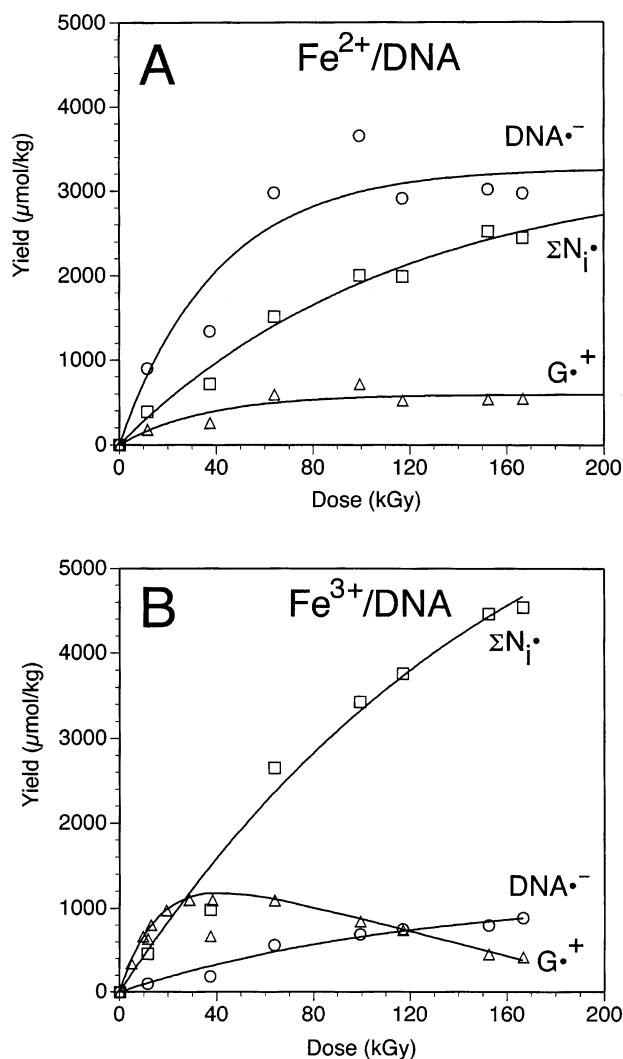 A
Fe²⁺/DNA
5000
4000
3000
2000
1000
0
Yield (µmol/kg)
DNA•⁻
ΣNᵢ•
G•⁺
0 40 80 120 160 200
Dose (kGy)
B
Fe³⁺/DNA
5000
4000
3000
2000
1000
0
Yield (µmol/kg)
ΣNᵢ•
DNA•⁻
G•⁺
0 40 80 120 160 200
Dose (kGy)